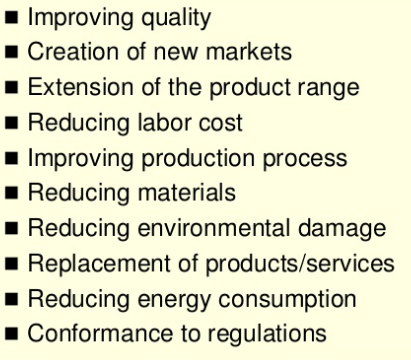 ■ Improving quality
■ Creation of new markets
■ Extension of the product range
■ Reducing labor cost
■ Improving production process
■ Reducing materials
■ Reducing environmental damage
■ Replacement of products/services
■ Reducing energy consumption
■ Conformance to regulations